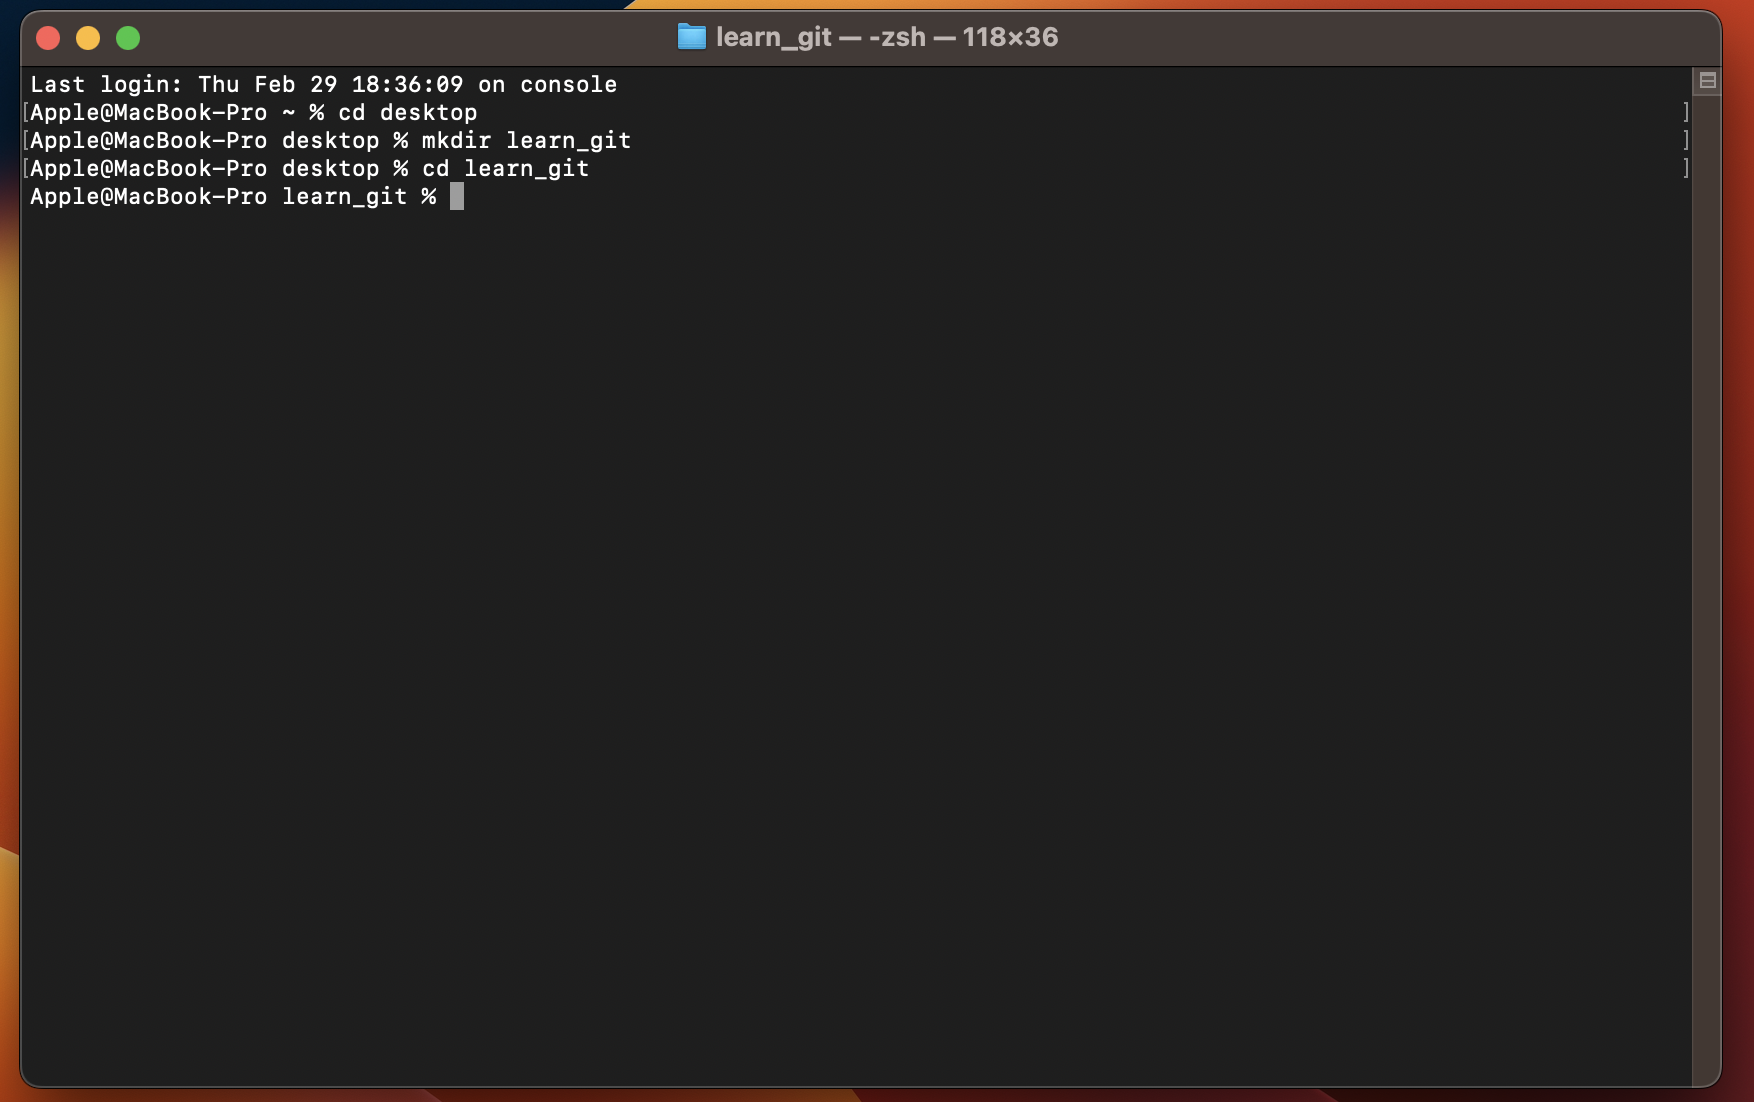 learn_git — -zsh — 118×36
Last login: Thu Feb 29 18:36:09 on console
[Apple@MacBook-Pro ~ % cd desktop ]
[Apple@MacBook-Pro desktop % mkdir learn_git ]
[Apple@MacBook-Pro desktop % cd learn_git ]
Apple@MacBook-Pro learn_git %